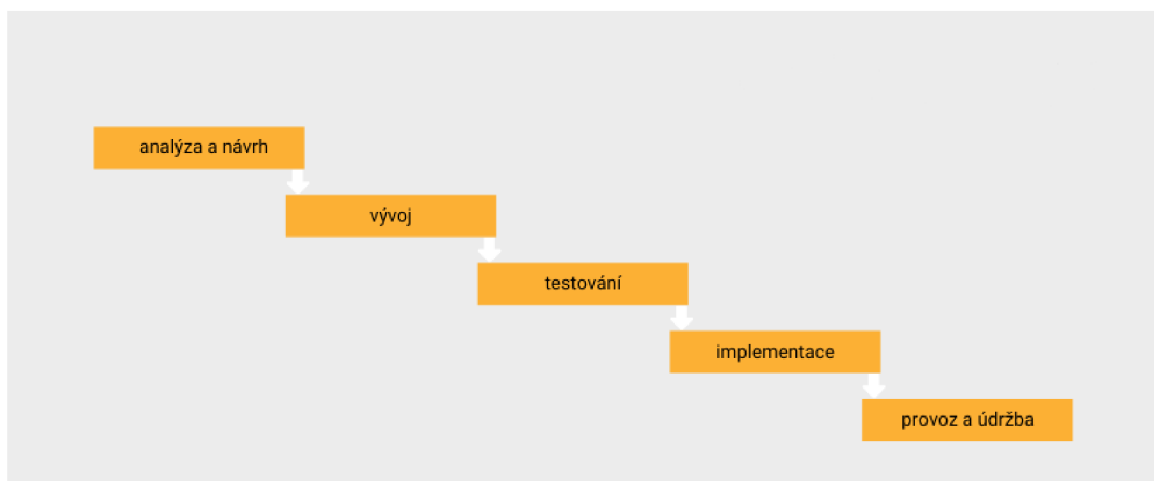 analýza a návrh
vývoj
testování
implementace
provoz a údržba